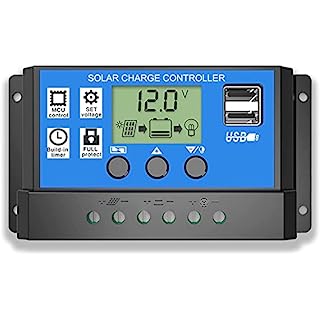 SOLAR CHARGE CONTROLLER
12.0V
MCU
control
SET
voltage
Build-in
timer
FULL
protect
USB